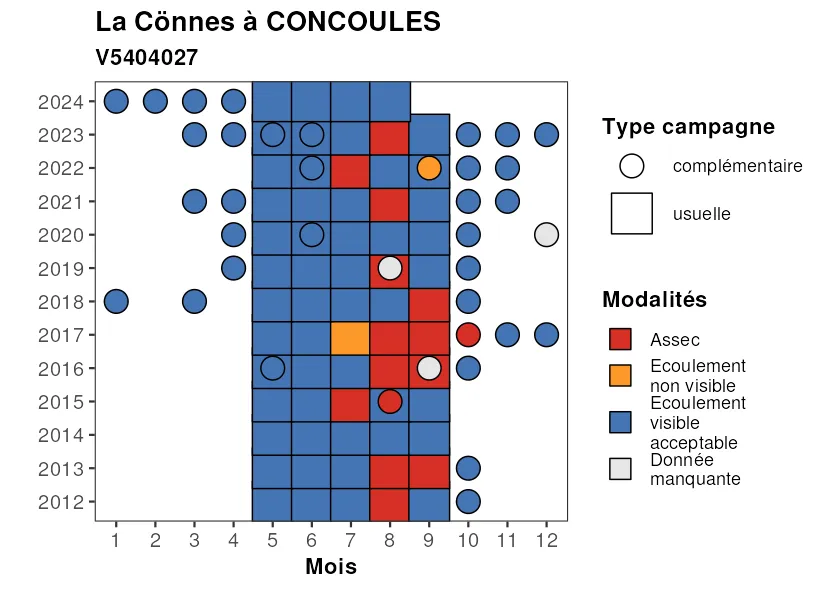 La Cönnes à CONCOULES
V5404027
2024
2023
2022
2021
2020
2019
2018
2017
2016
2015
2014
2013
2012
1 2 3 4 5 6 7 8 9 10 11 12
Mois
Type campagne
complémentaire
usuelle
Modalités
Assec
Ecoulement
non visible
Ecoulement
visible
acceptable
Donnée
manquante